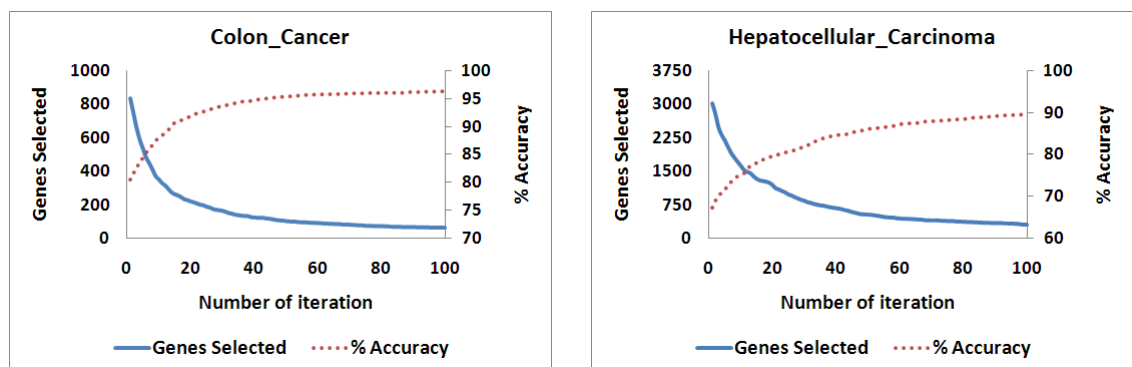 Colon_Cancer
Genes Selected
1000
800
600
400
200
0
100
95
90
85
80
75
70
% Accuracy
0 20 40 60 80 100
Number of iteration
Genes Selected % Accuracy
Hepatocellular_Carcinoma
Genes Selected
3750
3000
2250
1500
750
0
100
90
80
70
60
% Accuracy
0 20 40 60 80 100
Number of iteration
Genes Selected % Accuracy